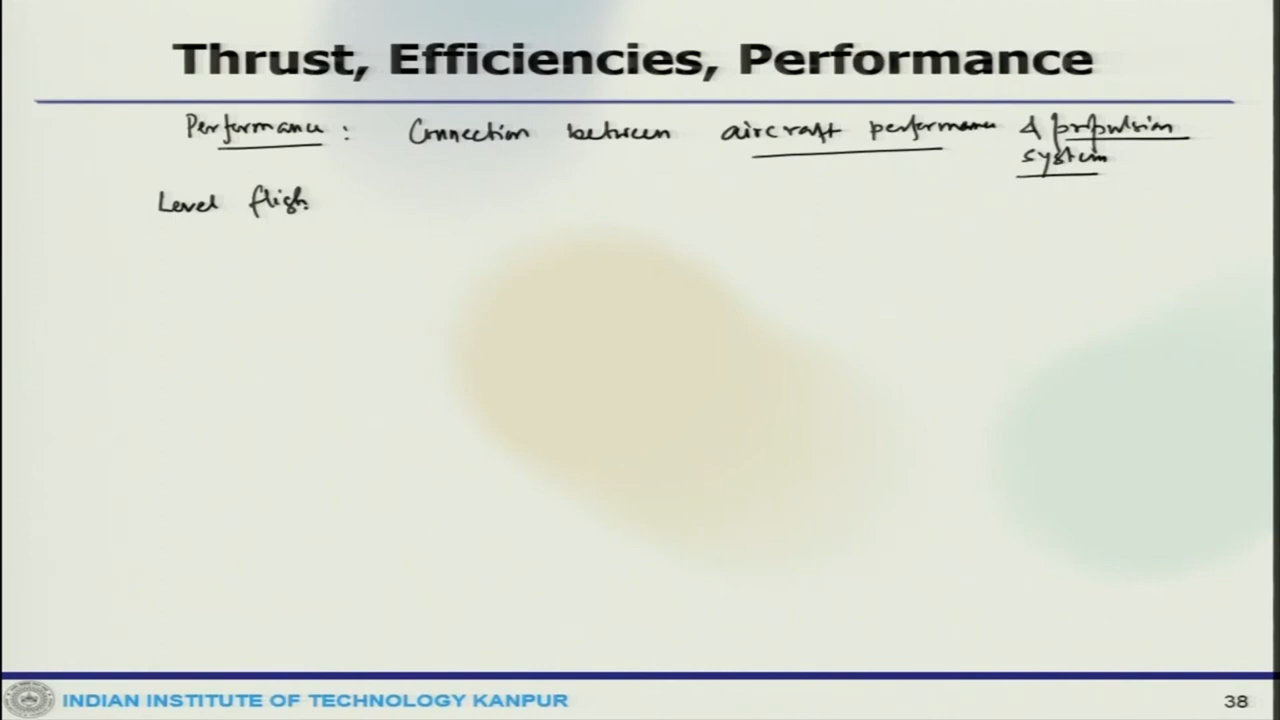 Thrust, Efficiencies, Performance
Performance : Connection between aircraft performance & propulsion
system
Level fligh
INDIAN INSTITUTE OF TECHNOLOGY KANPUR
38